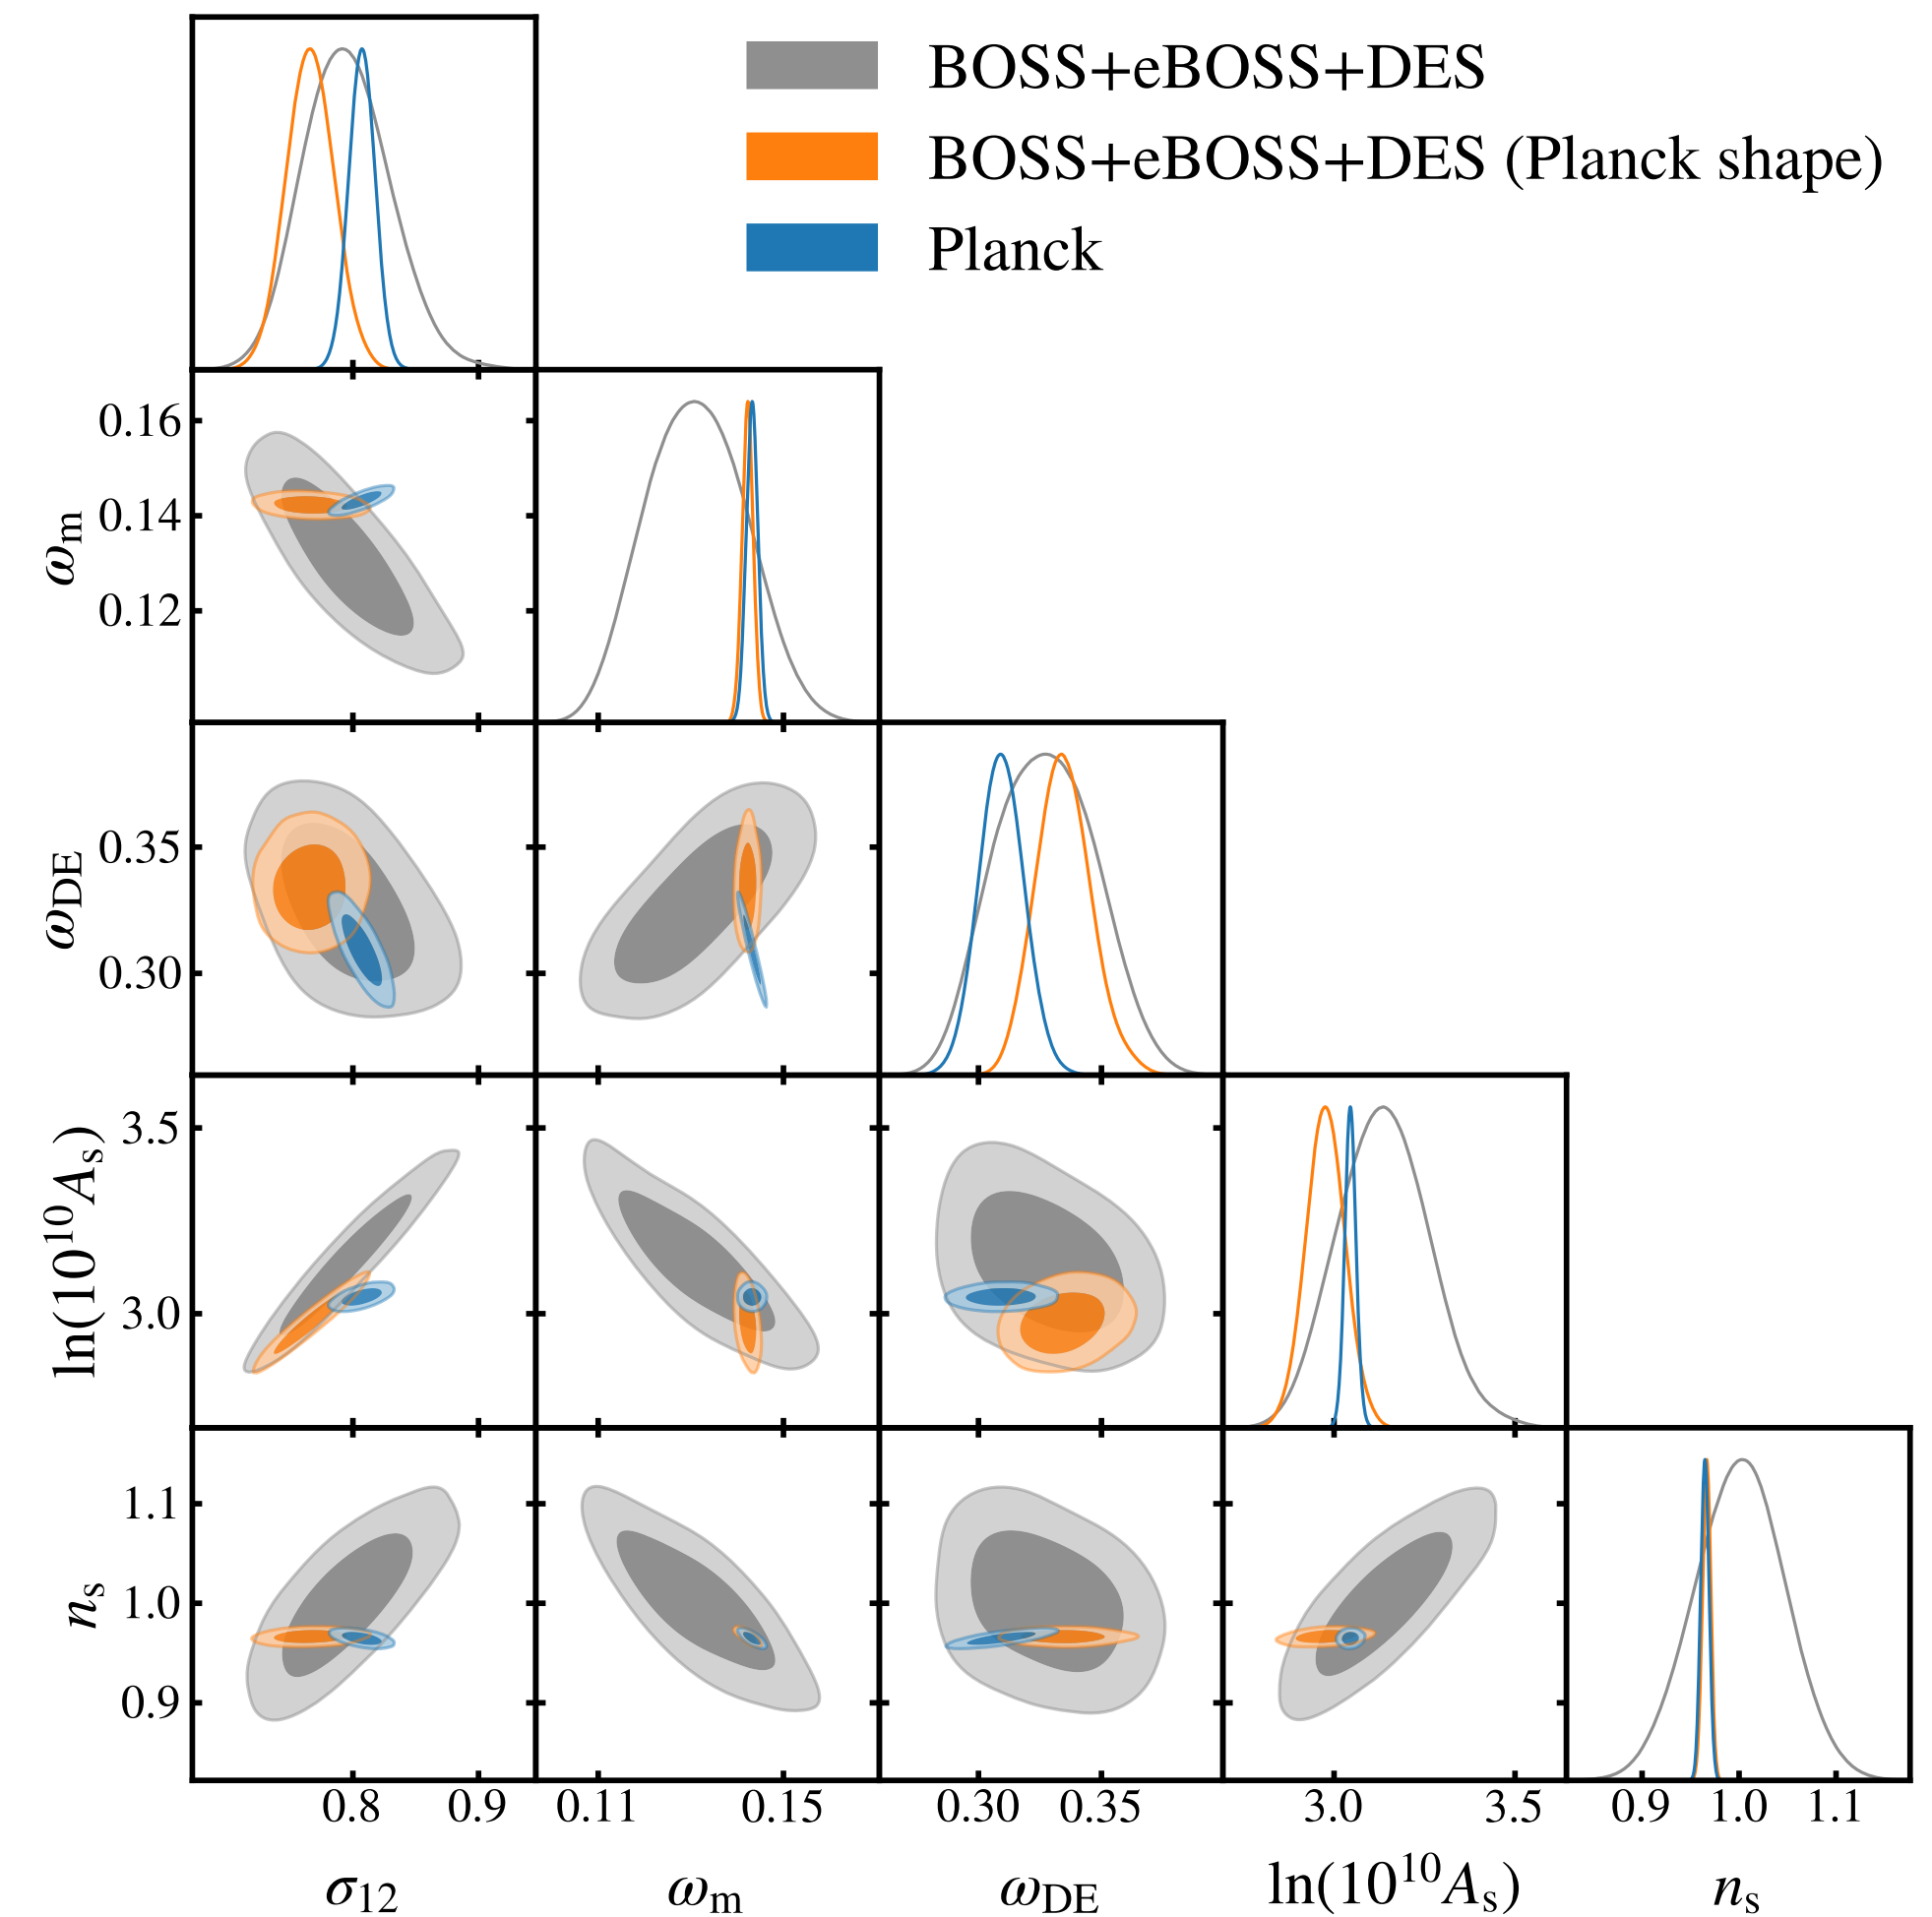 BOSS+eBOSS+DES
BOSS+eBOSS+DES (Planck shape)
Planck
0.16
0.14
0.12
ωm
0.35
0.30
ωDE
3.5
3.0
ln(10¹⁰As)
1.1
1.0
0.9
ns
0.8 0.9 0.11 0.15 0.30 0.35 3.0 3.5 0.9 1.0 1.1
σ12 ωm ωDE ln(10¹⁰As) ns